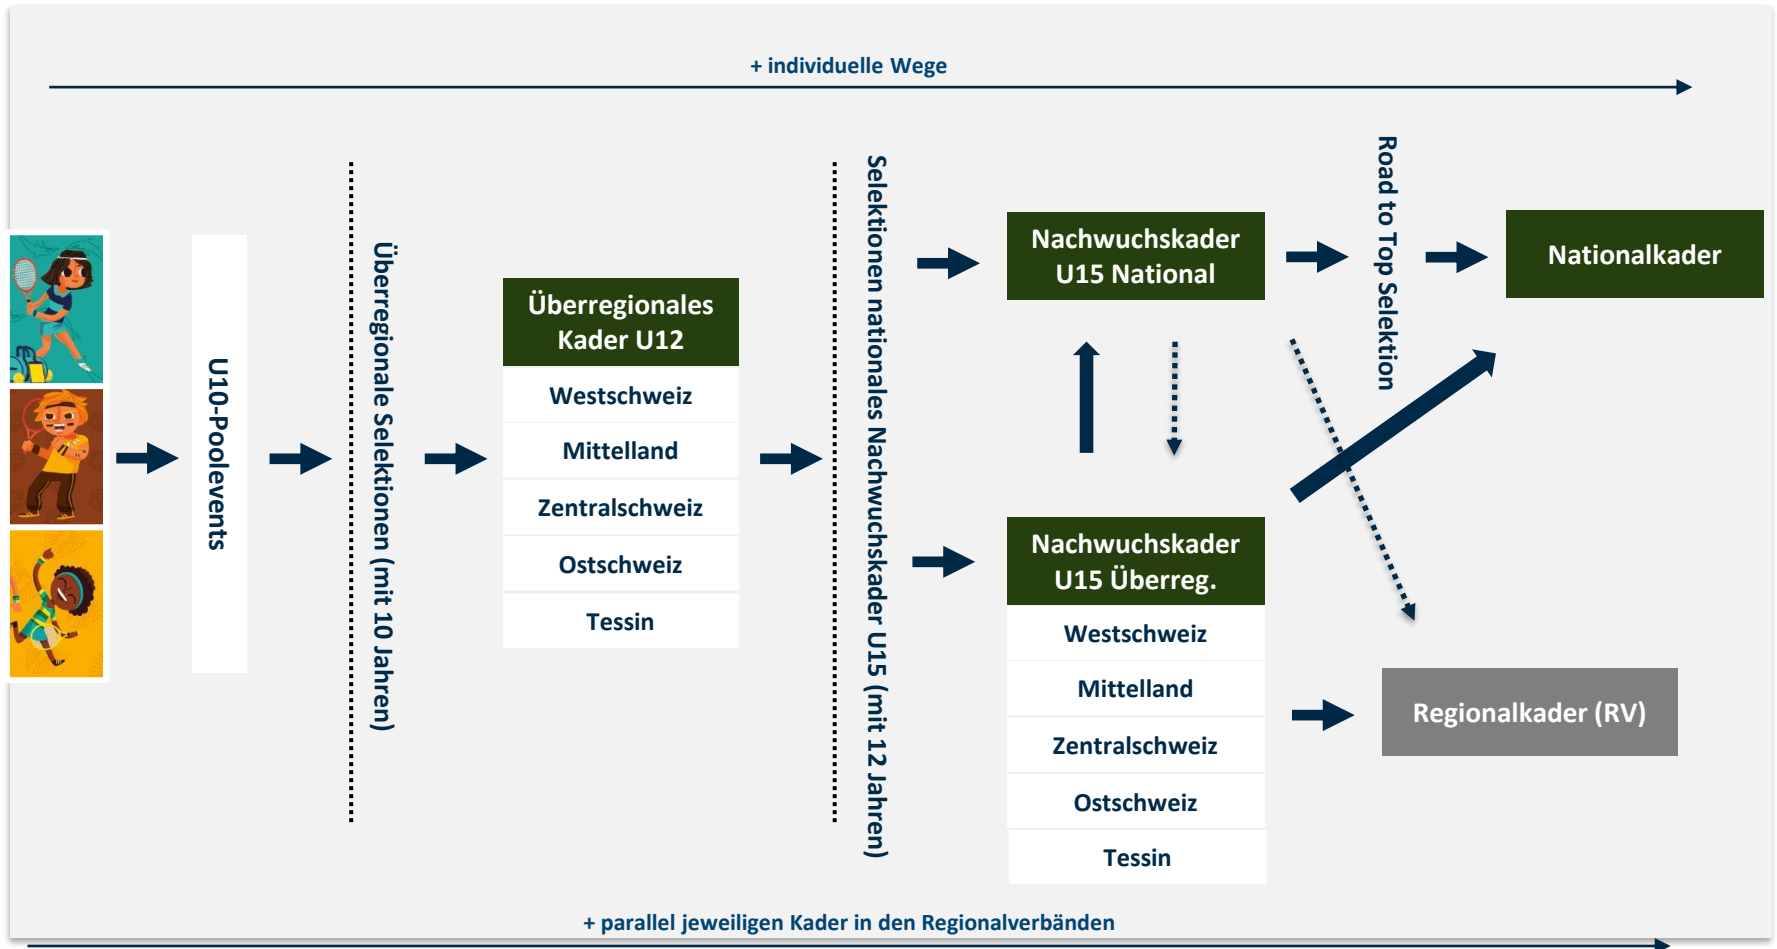 + individuelle Wege
U10-Poolevents
Überregionale Selektionen (mit 10 Jahren)
Überregionales
Kader U12
Westschweiz
Mittelland
Zentralschweiz
Ostschweiz
Tessin
Selektionen nationales Nachwuchskader U15 (mit 12 Jahren)
Nachwuchskader
U15 National
Nachwuchskader
U15 Überreg.
Westschweiz
Mittelland
Zentralschweiz
Ostschweiz
Tessin
Road to Top Selektion
Nationalkader
Regionalkader (RV)
+ parallel jeweiligen Kader in den Regionalverbänden